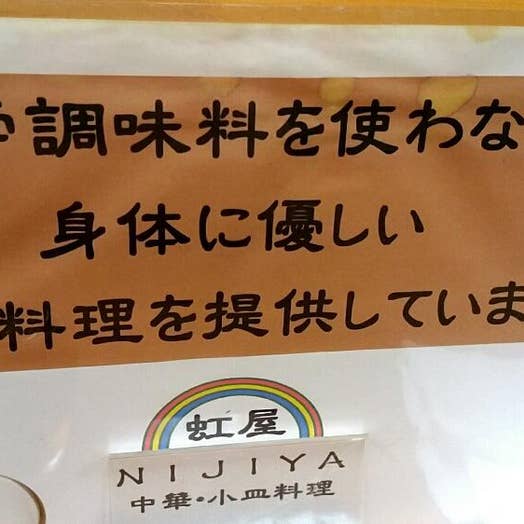 調味料を使わな
身体に優しい
料理を提供していま
虹屋
NIJIYA
中華・小皿料理